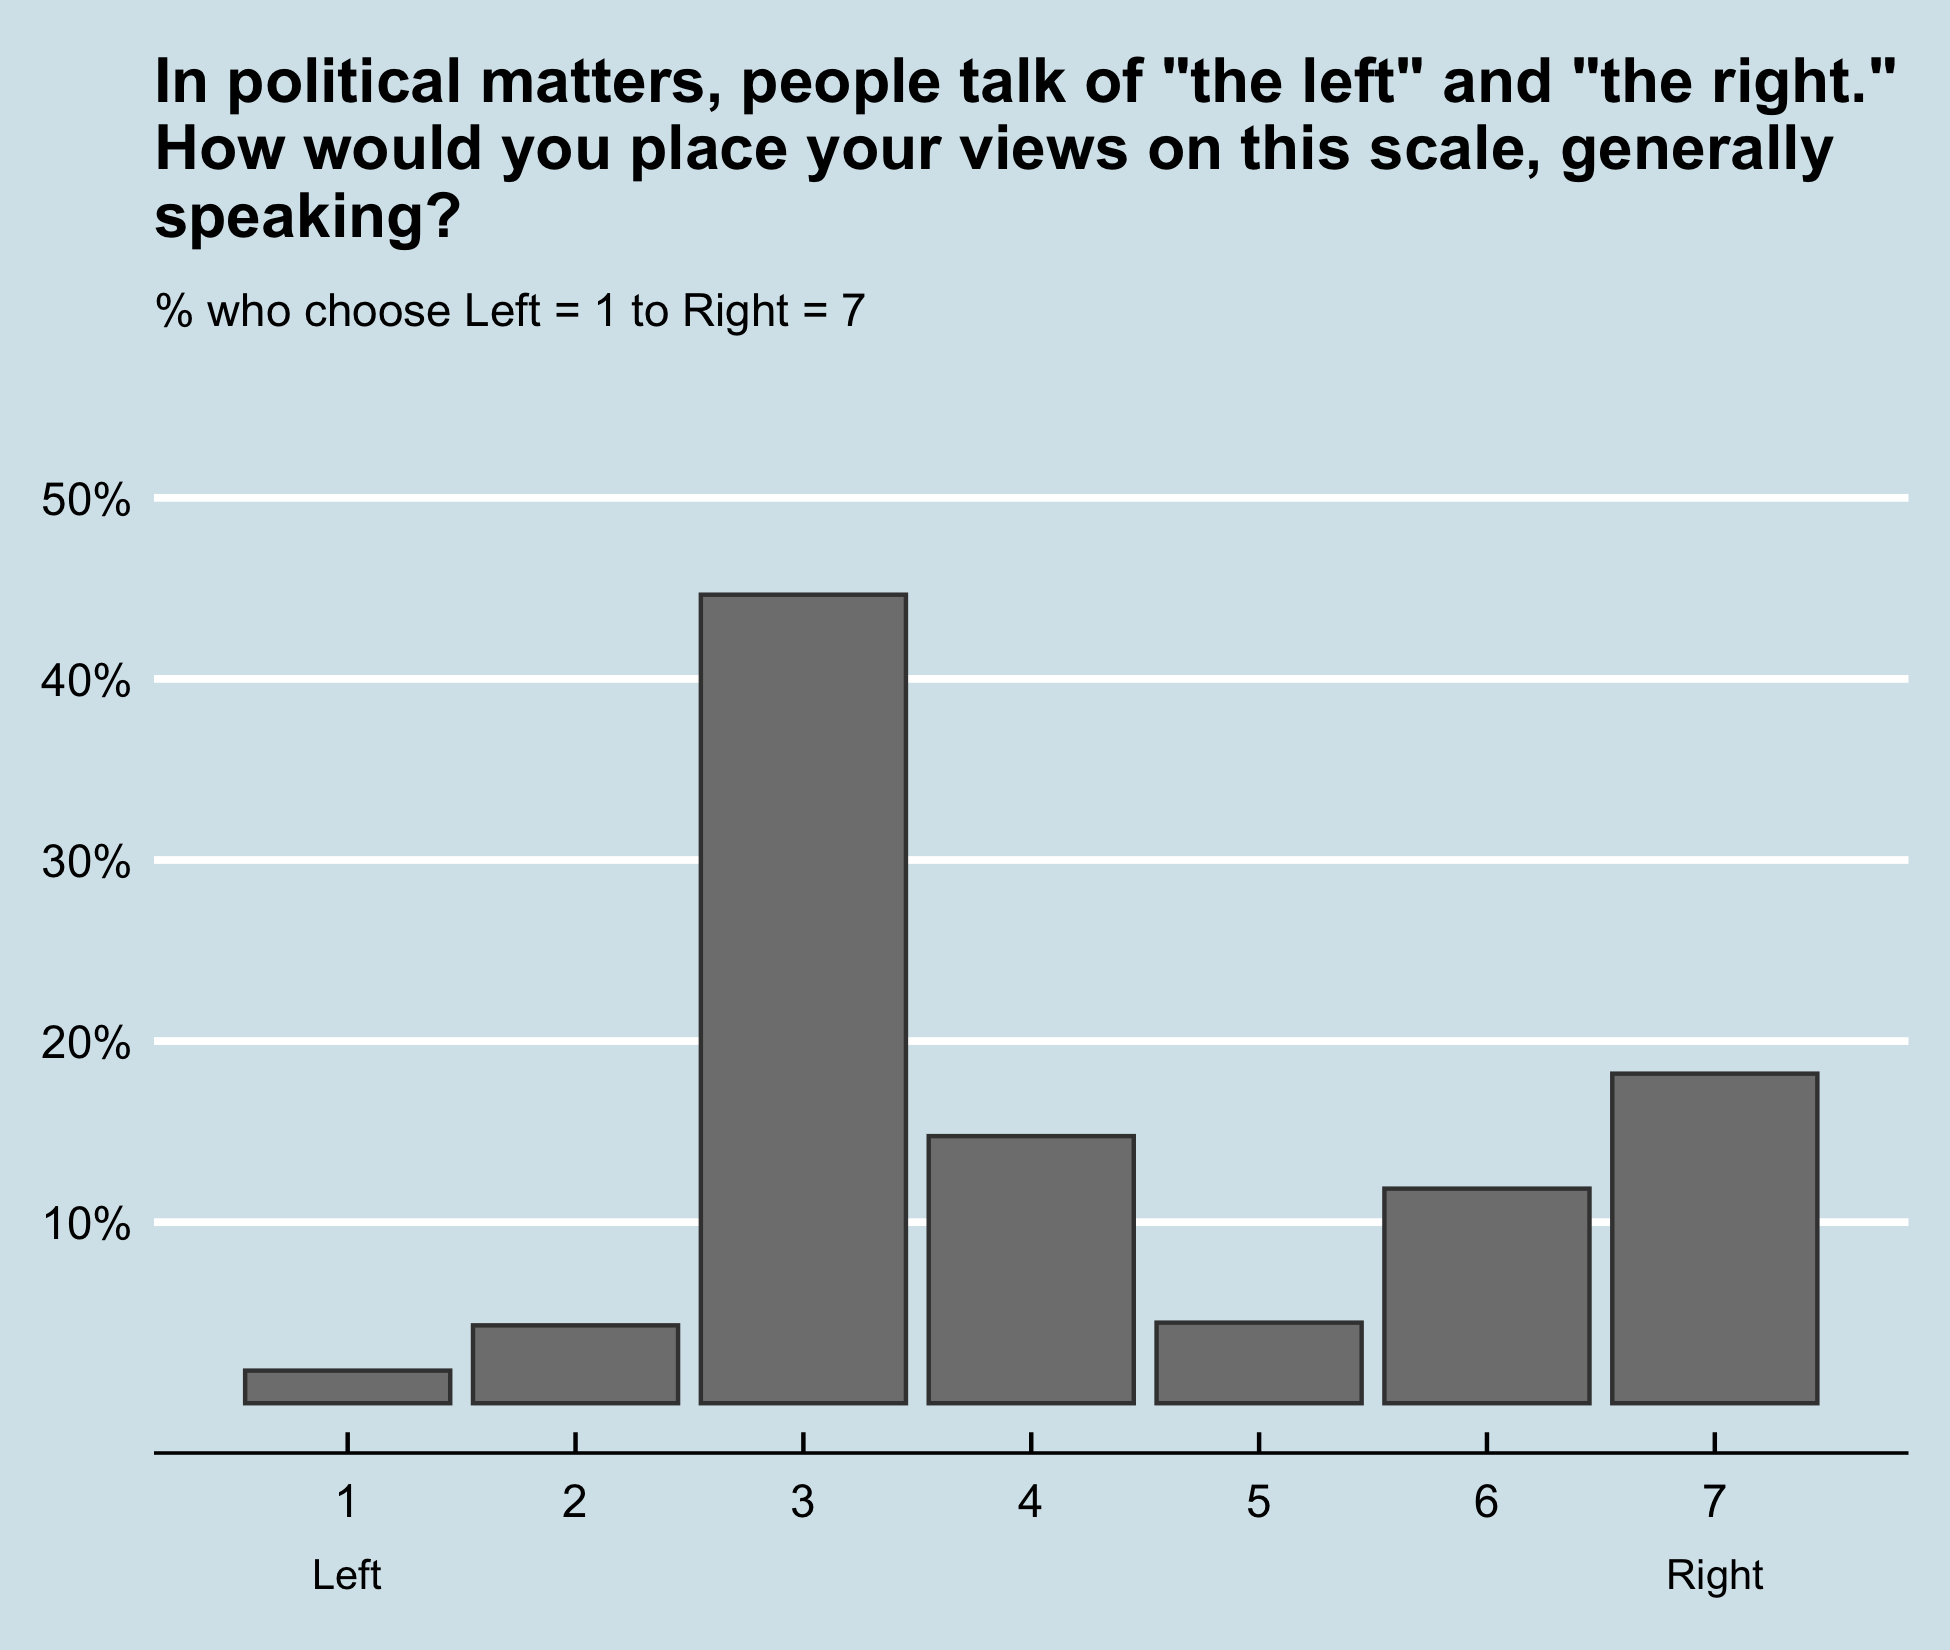 In political matters, people talk of "the left" and "the right."
How would you place your views on this scale, generally
speaking?
% who choose Left = 1 to Right = 7
50%
40%
30%
20%
10%
1 2 3 4 5 6 7
Left Right